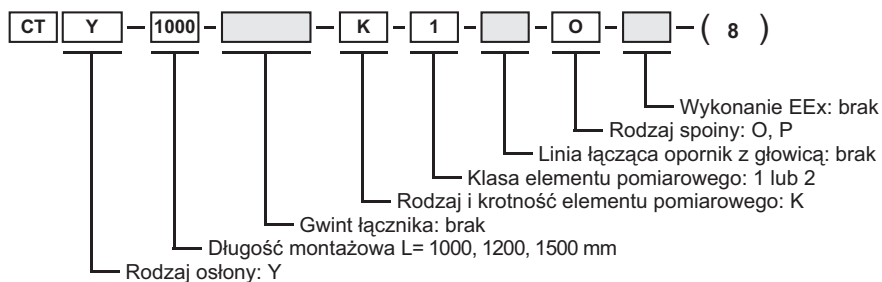 CT Y - 1000 - - K - 1 - - O - - ( 8 )
Wykonanie EEx: brak
Rodzaj spoiny: O, P
Linia łącząca opornik z głowicą: brak
Klasa elementu pomiarowego: 1 lub 2
Rodzaj i krotność elementu pomiarowego: K
Gwint łącznika: brak
Długość montażowa L= 1000, 1200, 1500 mm
Rodzaj osłony: Y